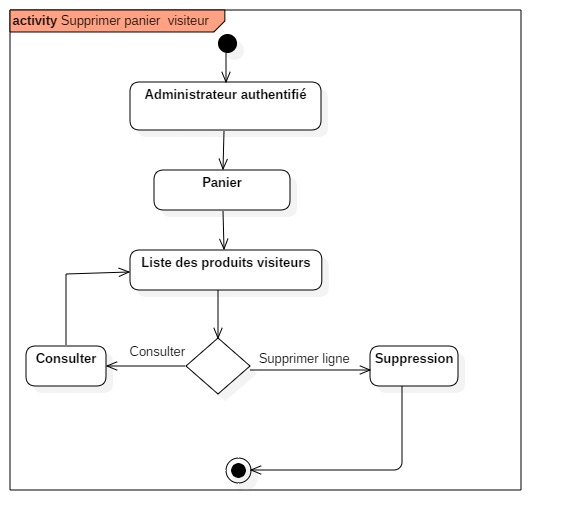 activity Supprimer panier visiteur
Administrateur authentifié
Panier
Liste des produits visiteurs
Consulter
Supprimer ligne
Consulter
Suppression